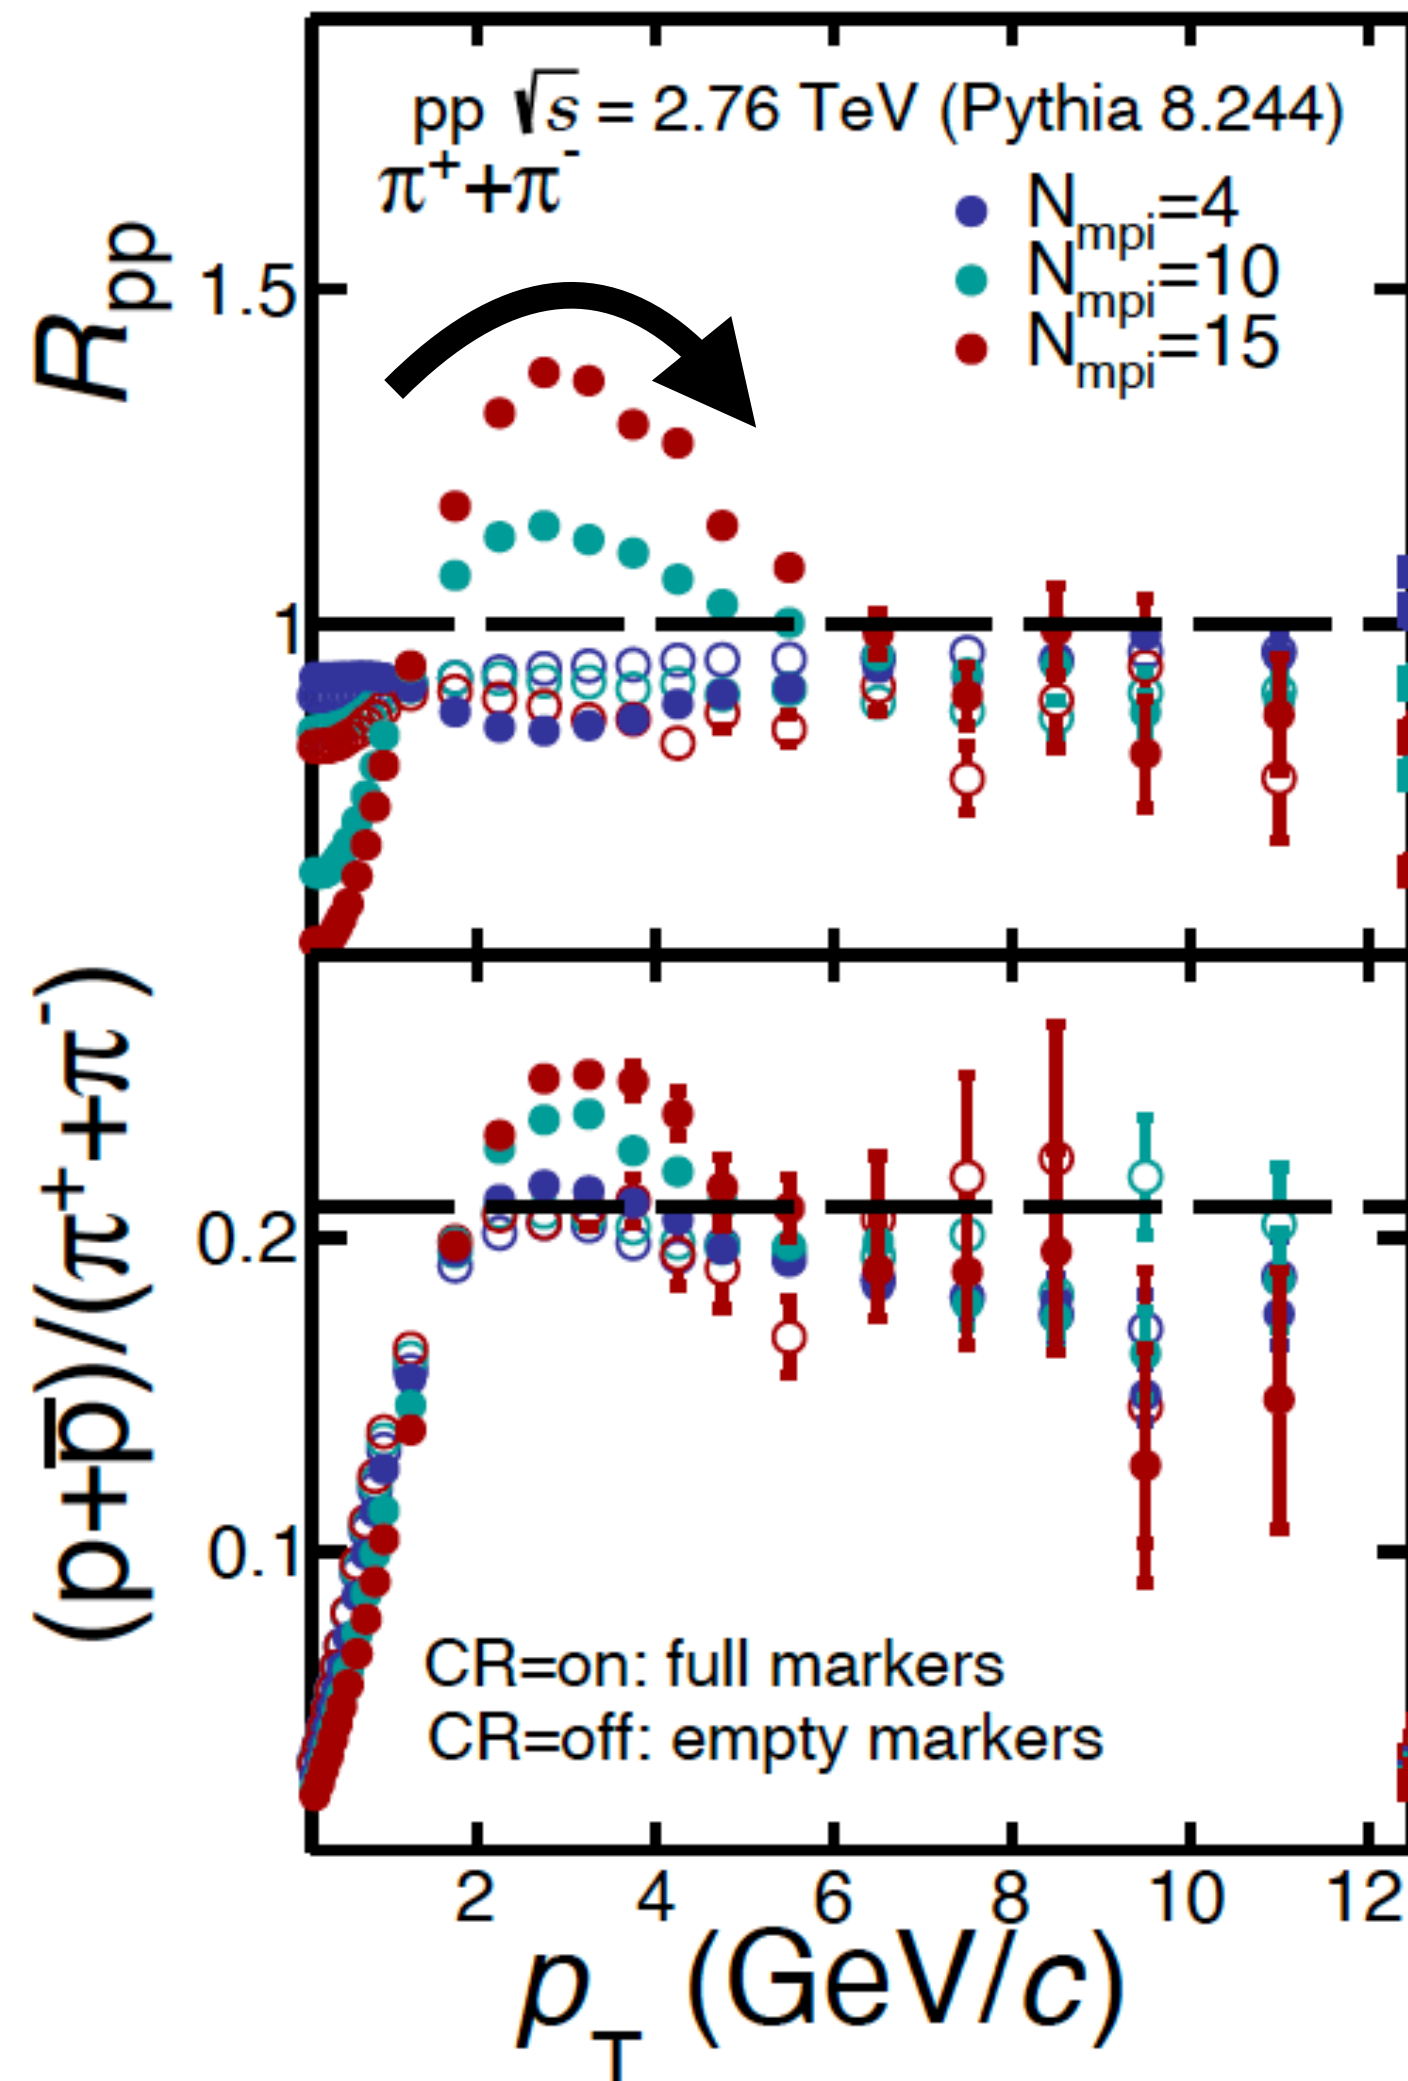 pp √s = 2.76 TeV (Pythia 8.244)
π⁺+π⁻
N_mpi=4
N_mpi=10
N_mpi=15
R_pp
1.5
1
(p+p̅)/(π⁺+π⁻)
0.2
0.1
CR=on: full markers
CR=off: empty markers
2 4 6 8 10 12
p_T (GeV/c)